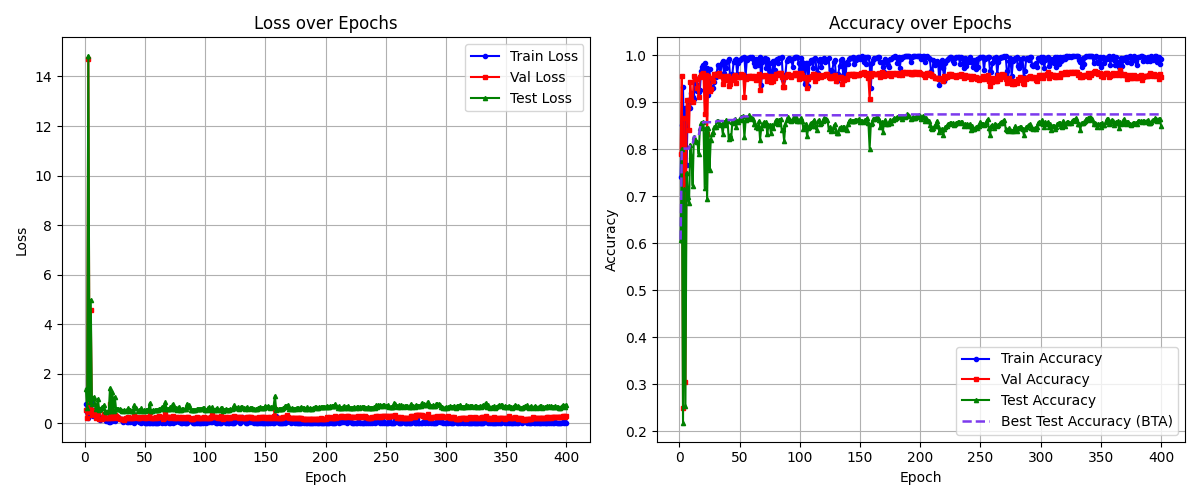 Loss over Epochs
Train Loss
Val Loss
Test Loss
14
12
10
8
6
4
2
0
Loss
0 50 100 150 200 250 300 350 400
Epoch
Accuracy over Epochs
1.0
0.9
0.8
0.7
0.6
0.5
0.4
0.3
0.2
Accuracy
Train Accuracy
Val Accuracy
Test Accuracy
Best Test Accuracy (BTA)
0 50 100 150 200 250 300 350 400
Epoch